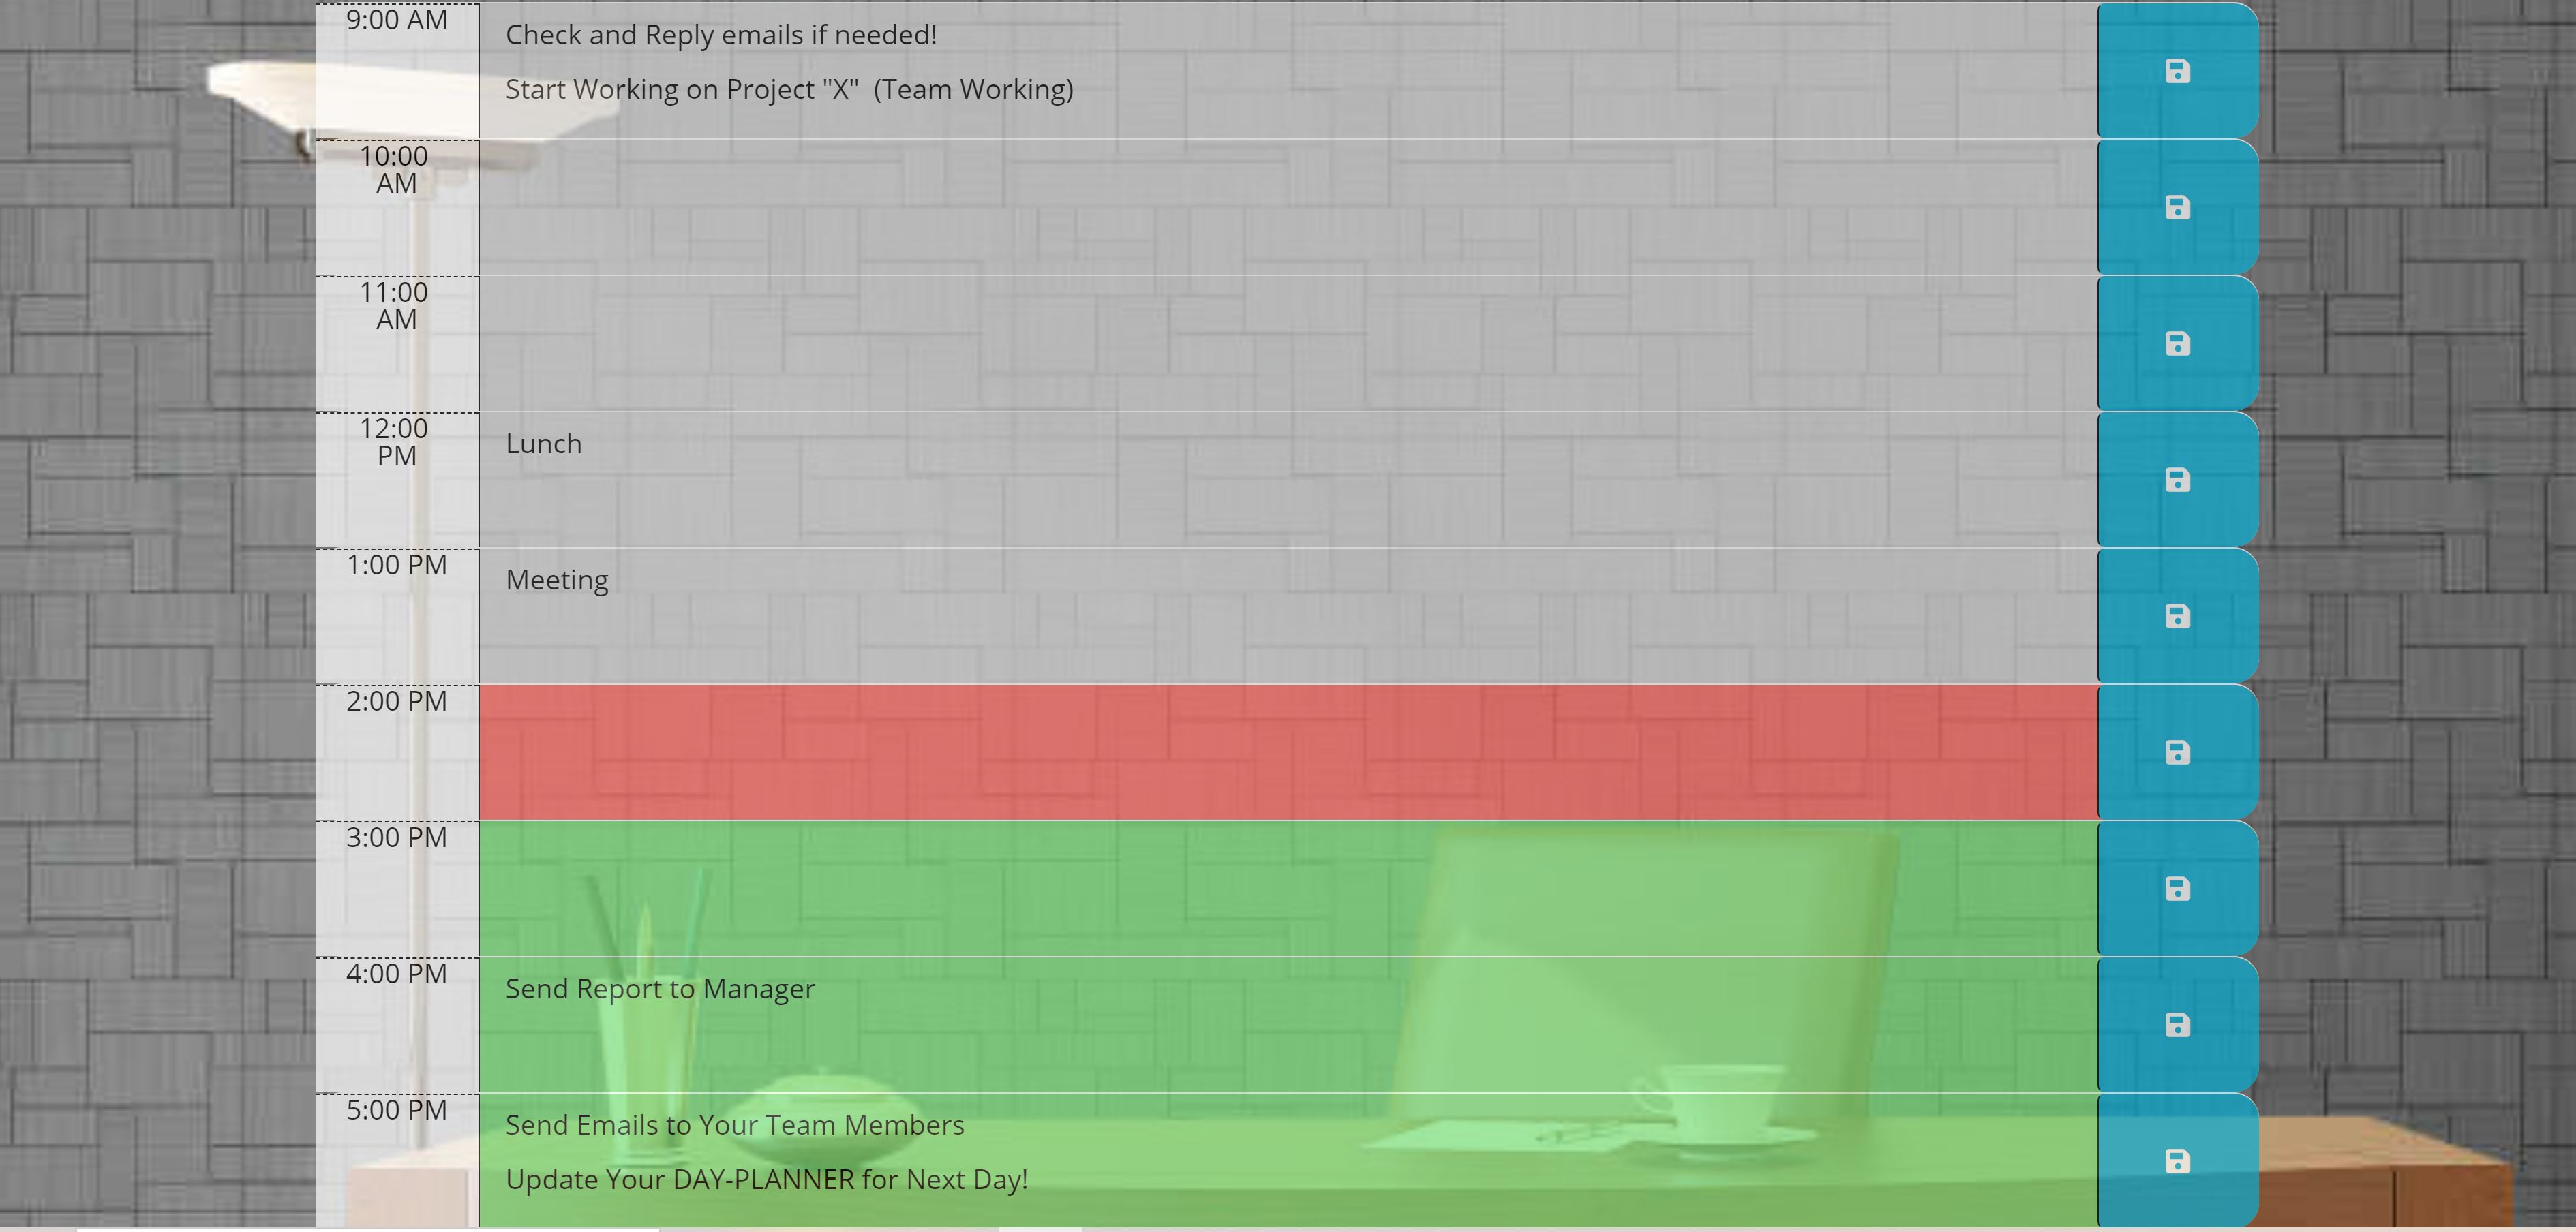 9:00 AM
Check and Reply emails if needed!
Start Working on Project "X"  (Team Working)
10:00
AM
11:00
AM
12:00
PM
Lunch
1:00 PM
Meeting
2:00 PM
3:00 PM
4:00 PM
Send Report to Manager
5:00 PM
Send Emails to Your Team Members
Update Your DAY-PLANNER for Next Day!